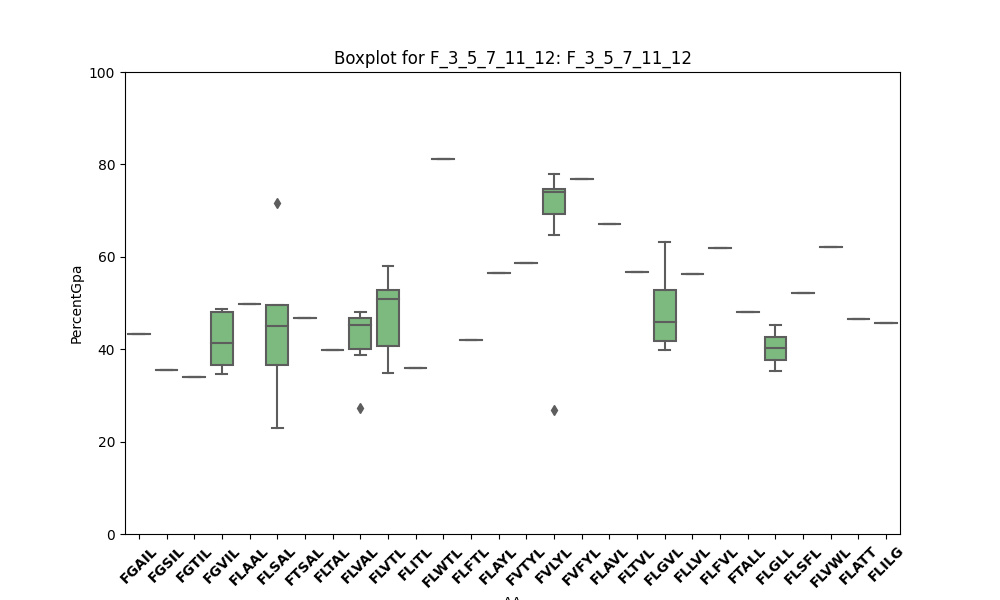 Boxplot for F_3_5_7_11_12: F_3_5_7_11_12
100
80
60
40
20
0
PercentGpa
FGAIL FGSIL FGTIL FGVIL FLAAL FLSAL FTSAL FLTAL FLVAL FLVTL FLITL FLWTL FLFTL FLAYL FVTYL FVLYL FVFYL FLAVL FLTVL FLGVL FLLVL FLFVL FTALL FLGLL FLSFL FLVWL FLATT FLILG
AA